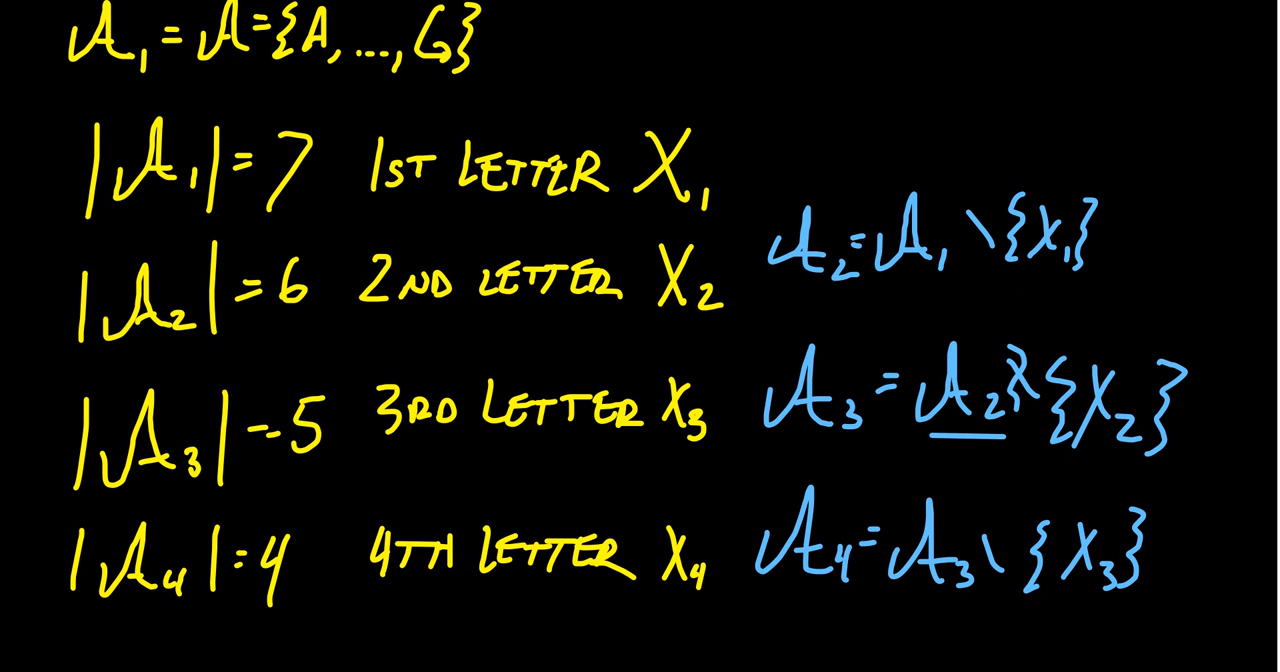 𝒜₁ = 𝒜 = {A, ..., G}
|𝒜₁| = 7 1ST LETTER X₁
𝒜₂ = 𝒜₁ \ {X₁}
|𝒜₂| = 6 2ND LETTER X₂
𝒜₃ = 𝒜₂ \ {X₂}
|𝒜₃| = 5 3RD LETTER X₃
𝒜₄ = 𝒜₃ \ {X₃}
|𝒜₄| = 4 4TH LETTER X₄